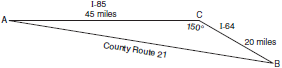 I-85
A 45 miles C
150° I-64
County Route 21
20 miles
B